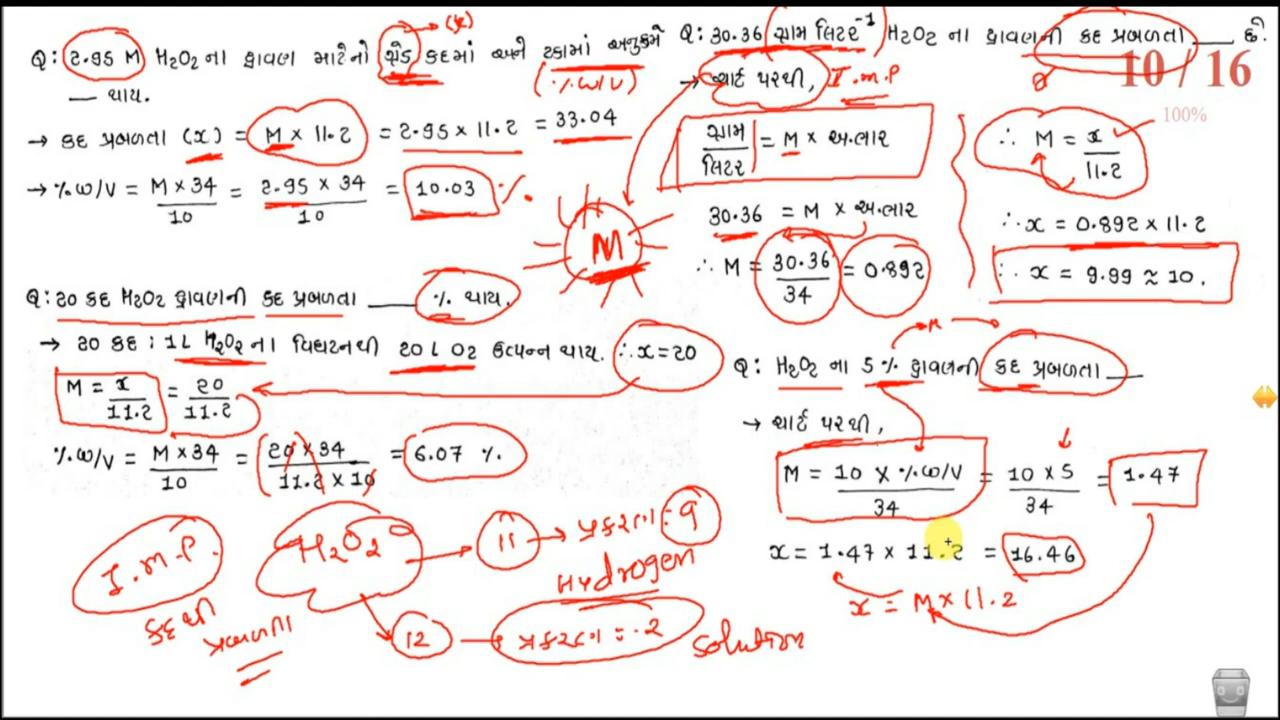 Q: 2.95 M H₂O₂ ના દ્રાવણ માટેનો ગ્રેડ કદમાં અને ટકામાં અનુક્રમે
___ થાય.
(x)
(% w/v)
→ કદ પ્રબળતા (x) = M × 11.2 = 2.95 × 11.2 = 33.04
→ % w/v = M × 34 / 10 = 2.95 × 34 / 10 = 10.03 %.
Q: 20 કદ H₂O₂ દ્રાવણની કદ પ્રબળતા ___ % થાય.
→ 20 કદ : 1L H₂O₂ ના વિઘટનથી 20 L O₂ ઉત્પન્ન થાય. ∴ x = 20
M = x / 11.2 = 20 / 11.2
% w/v = M × 34 / 10 = 20 × 34 / 11.2 × 10 = 6.07 %
I.m.P.
કદથી
પ્રબળતા
H₂O₂
→ 11 → પ્રકરણ : 9
Hydrogen
→ 12 — પ્રકરણ = 2 Solution
M
Q: 30.36 ગ્રામ લિટર⁻¹ H₂O₂ ના દ્રાવણની કદ પ્રબળતા ___ છે.
→ ચાર્ટ પરથી, I.m.P
10 / 16
100%
ગ્રામ / લિટર = M × અ.ભાર
30.36 = M × અ.ભાર
∴ M = 30.36 / 34 = 0.892
∴ M = x / 11.2
∴ x = 0.892 × 11.2
∴ x = 9.99 ≈ 10.
M
Q: H₂O₂ ના 5% દ્રાવણની કદ પ્રબળતા ___
→ ચાર્ટ પરથી,
M = 10 × % w/v / 34 = 10 × 5 / 34 = 1.47
x = 1.47 × 11.2 = 16.46
x = M × 11.2